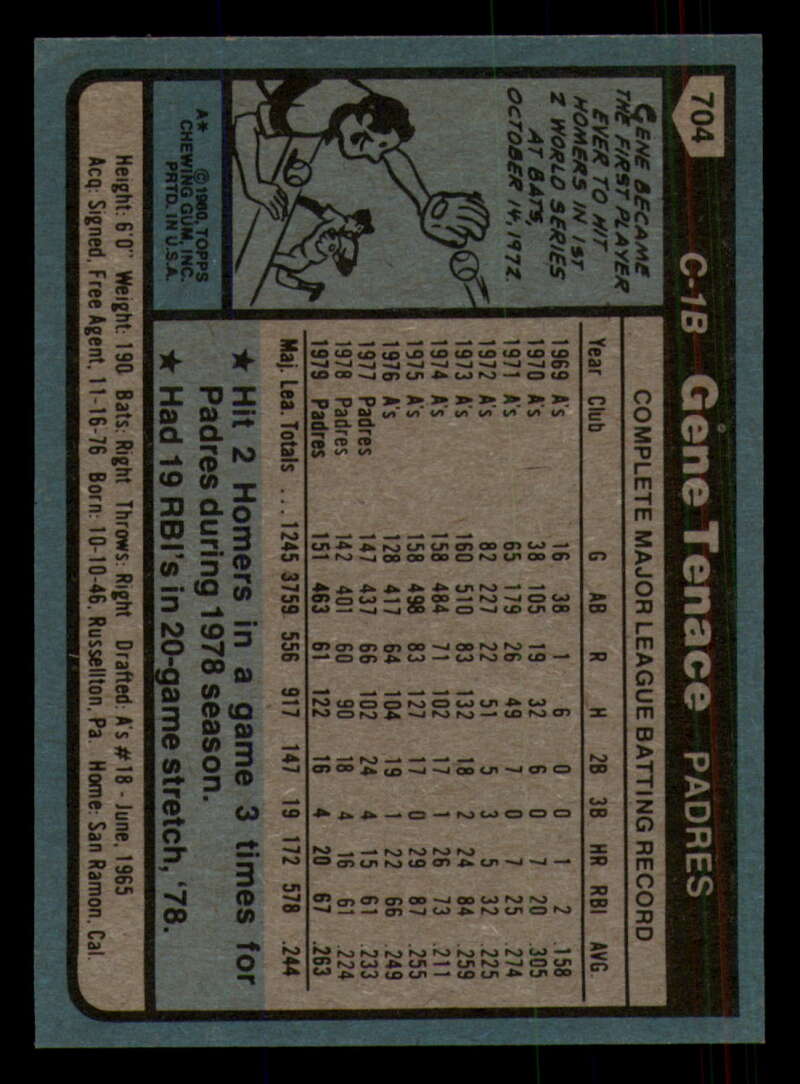 704
C-1B Gene Tenace PADRES
GENE BECAME
THE FIRST PLAYER
EVER TO HIT
HOMERS IN 1ST
2 WORLD SERIES
AT BATS,
OCTOBER 14, 1972
A* ©1980, TOPPS
CHEWING GUM, INC.
PRTD. IN U.S.A.
COMPLETE MAJOR LEAGUE BATTING RECORD
Year Club G AB R H 2B 3B HR RBI AVG.
1969 A's 16 38 1 6 0 0 1 2 .158
1970 A's 38 105 19 32 6 0 7 20 .305
1971 A's 65 179 26 49 7 0 7 25 .274
1972 A's 82 227 22 51 5 3 5 32 .225
1973 A's 160 510 83 132 18 2 24 84 .259
1974 A's 158 484 71 102 17 1 26 73 .211
1975 A's 158 498 83 127 17 0 29 87 .255
1976 A's 128 417 64 104 19 1 22 66 .249
1977 Padres 147 437 66 102 24 4 15 61 .233
1978 Padres 142 401 60 90 18 4 16 61 .224
1979 Padres 151 463 61 122 16 4 20 67 .263
Maj. Lea. Totals ... 1245 3759 556 917 147 19 172 578 .244
★ Hit 2 Homers in a game 3 times for
Padres during 1978 season.
★ Had 19 RBI's in 20-game stretch, '78.
Height: 6'0" Weight: 190 Bats: Right Throws: Right Drafted: A's #18 - June, 1965
Acq: Signed, Free Agent, 11-16-76 Born: 10-10-46, Russellton, Pa. Home: San Ramon, Cal.